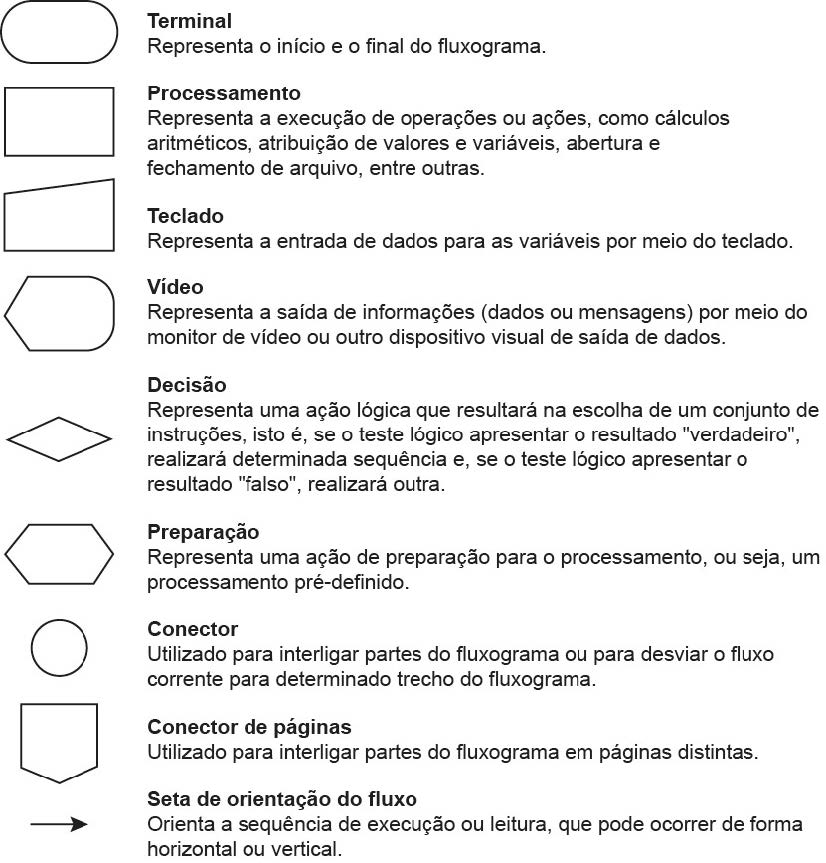 Terminal
Representa o início e o final do fluxograma.
Processamento
Representa a execução de operações ou ações, como cálculos
aritméticos, atribuição de valores e variáveis, abertura e
fechamento de arquivo, entre outras.
Teclado
Representa a entrada de dados para as variáveis por meio do teclado.
Vídeo
Representa a saída de informações (dados ou mensagens) por meio do
monitor de vídeo ou outro dispositivo visual de saída de dados.
Decisão
Representa uma ação lógica que resultará na escolha de um conjunto de
instruções, isto é, se o teste lógico apresentar o resultado "verdadeiro",
realizará determinada sequência e, se o teste lógico apresentar o
resultado "falso", realizará outra.
Preparação
Representa uma ação de preparação para o processamento, ou seja, um
processamento pré-definido.
Conector
Utilizado para interligar partes do fluxograma ou para desviar o fluxo
corrente para determinado trecho do fluxograma.
Conector de páginas
Utilizado para interligar partes do fluxograma em páginas distintas.
Seta de orientação do fluxo
Orienta a sequência de execução ou leitura, que pode ocorrer de forma
horizontal ou vertical.